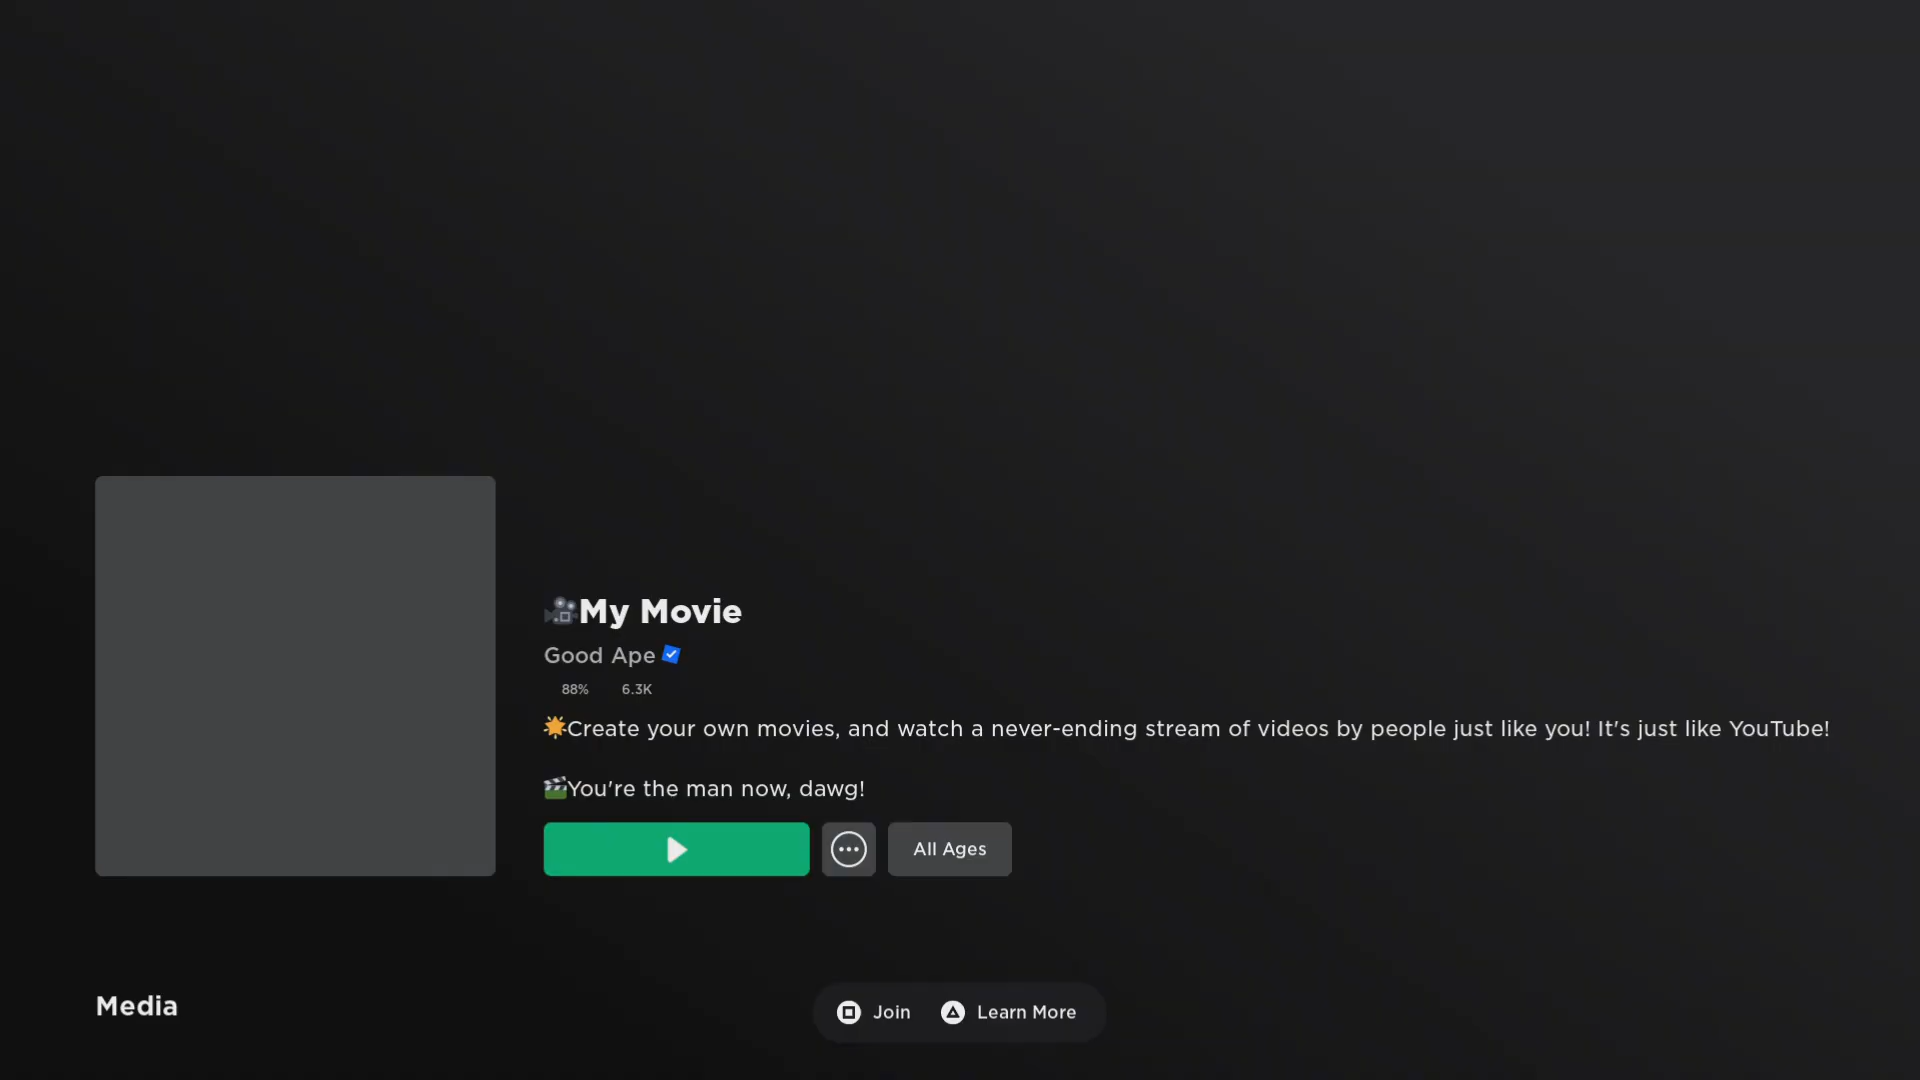 🎥My Movie
Good Ape
88% 6.3K
🌟Create your own movies, and watch a never-ending stream of videos by people just like you! It's just like YouTube!
🎬You're the man now, dawg!
All Ages
Media
Join Learn More